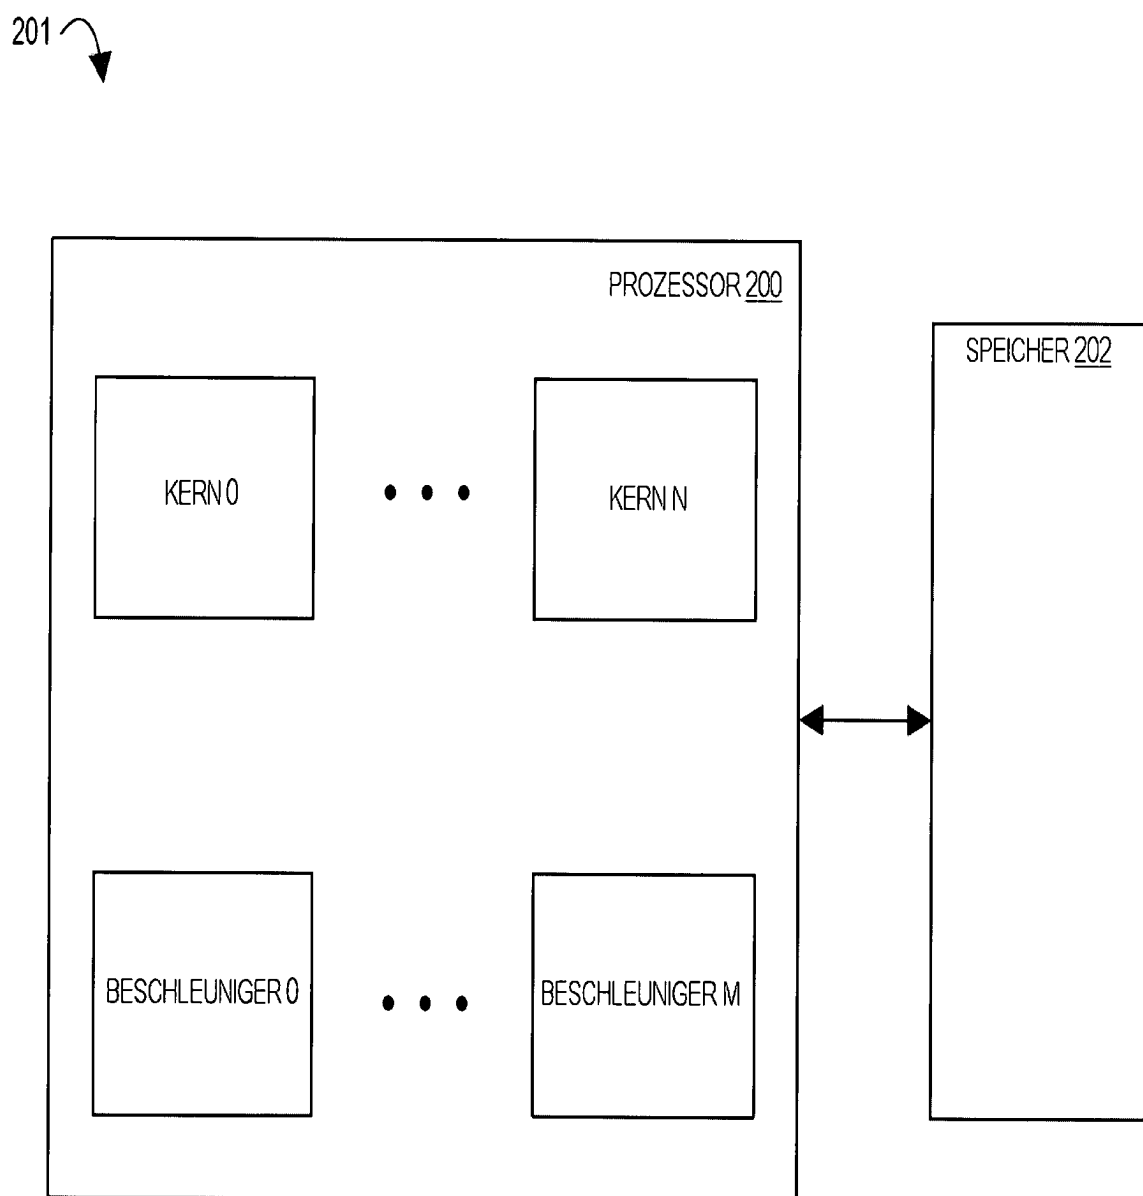 201
PROZESSOR 200
SPEICHER 202
KERN 0
KERN N
BESCHLEUNIGER 0
BESCHLEUNIGER M